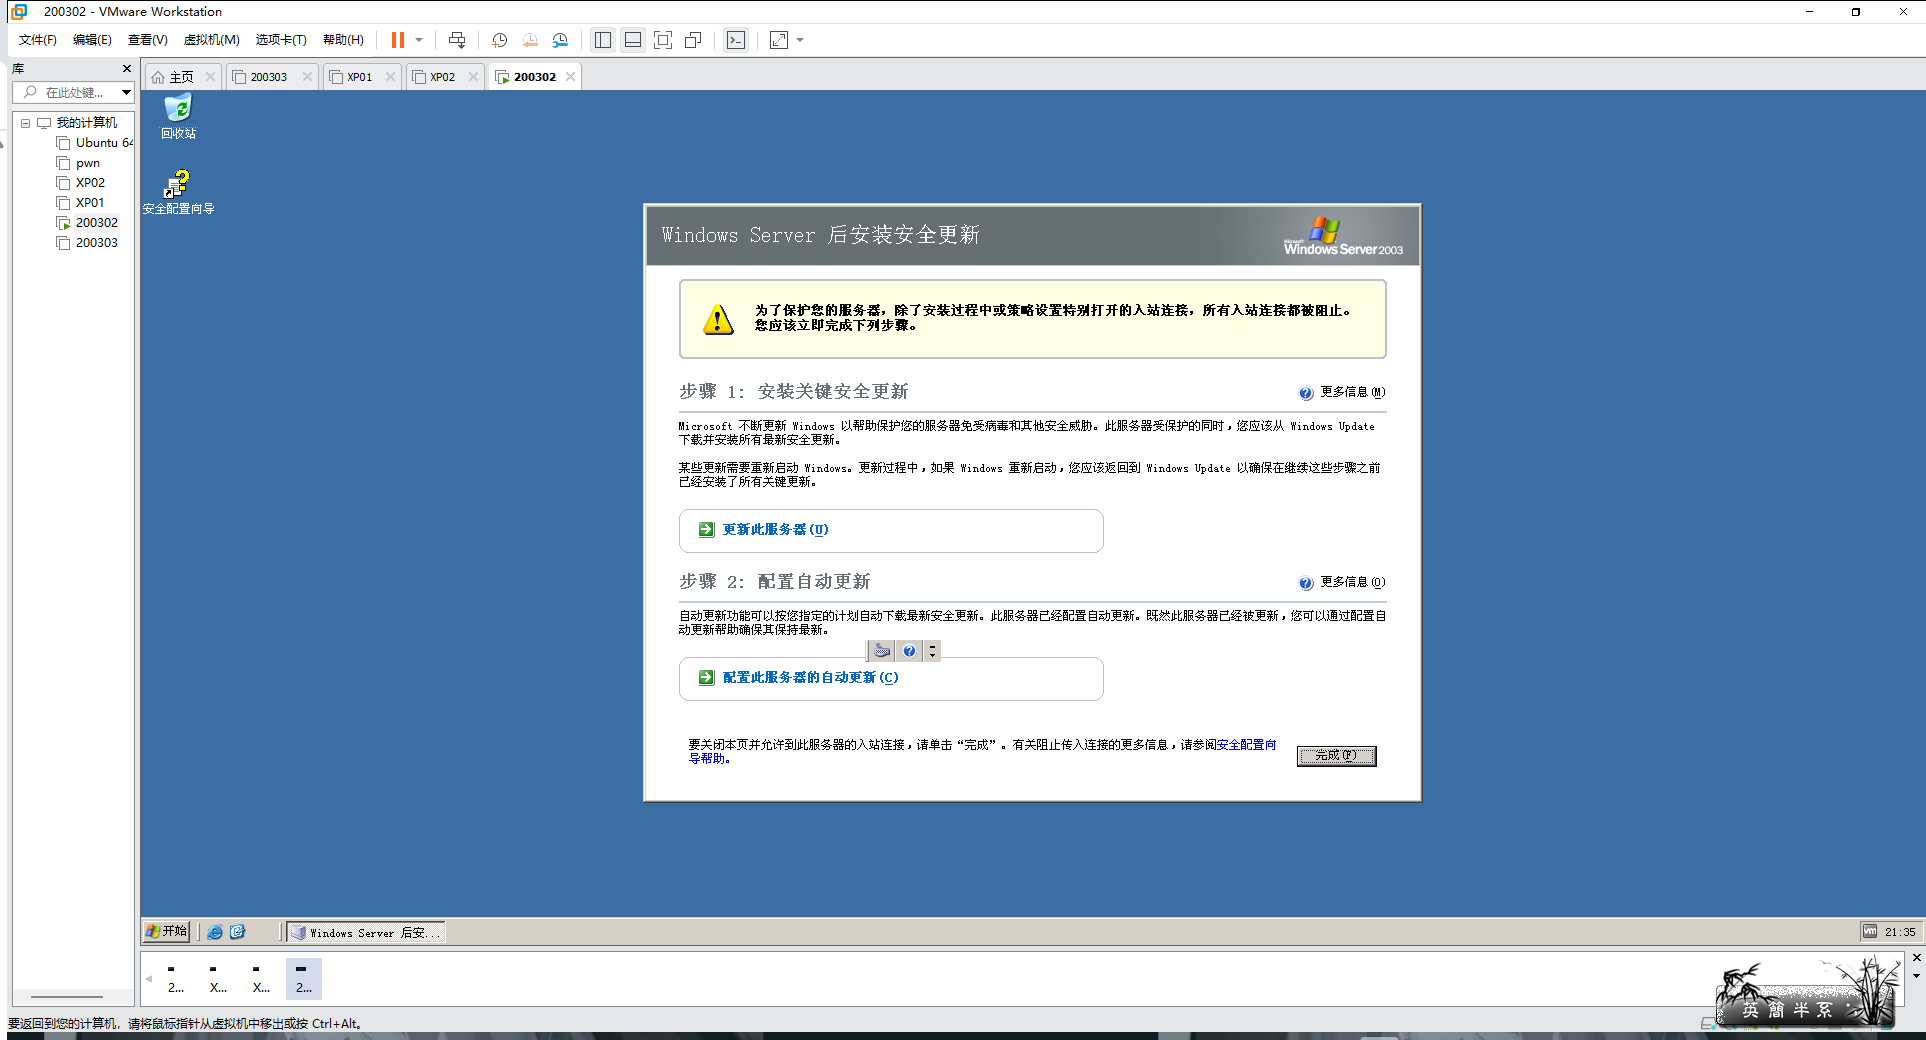 200302 - VMware Workstation
文件(F) 编辑(E) 查看(V) 虚拟机(M) 选项卡(T) 帮助(H)
库
在此处键...
主页 200303 XP01 XP02 200302
我的计算机
Ubuntu 64
pwn
XP02
XP01
200302
200303
回收站
安全配置向导
Windows Server 后安装安全更新
Microsoft
Windows Server 2003
为了保护您的服务器，除了安装过程中或策略设置特别打开的入站连接，所有入站连接都被阻止。
您应该立即完成下列步骤。
步骤 1: 安装关键安全更新
更多信息(M)
Microsoft 不断更新 Windows 以帮助保护您的服务器免受病毒和其他安全威胁。此服务器受保护的同时，您应该从 Windows Update
下载并安装所有最新安全更新。
某些更新需要重新启动 Windows。更新过程中，如果 Windows 重新启动，您应该返回到 Windows Update 以确保在继续这些步骤之前
已经安装了所有关键更新。
更新此服务器(U)
步骤 2: 配置自动更新
更多信息(O)
自动更新功能可以按您指定的计划自动下载最新安全更新。此服务器已经配置自动更新。既然此服务器已经被更新，您可以通过配置自
动更新帮助确保其保持最新。
配置此服务器的自动更新(C)
要关闭本页并允许到此服务器的入站连接，请单击“完成”。有关阻止传入连接的更多信息，请参阅安全配置向
导帮助。
完成(F)
开始
Windows Server 后安...
vm
21:35
2... X... X... 2...
英 簡 半 系
要返回到您的计算机，请将鼠标指针从虚拟机中移出或按 Ctrl+Alt。